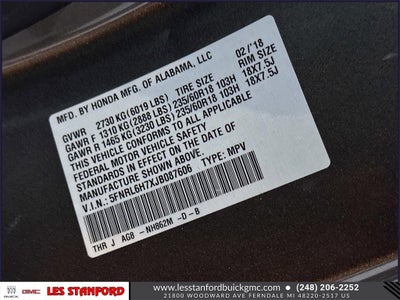 MFD. BY HONDA MFG. OF ALABAMA, LLC 02/'18
GVWR 2730 KG (6019 LBS) TIRE SIZE RIM SIZE
GAWR F 1310 KG (2888 LBS) 235/60R18 103H 18X7.5J
GAWR R 1465 KG (3230 LBS) 235/60R18 103H 18X7.5J
THIS VEHICLE CONFORMS TO ALL APPLICABLE
FEDERAL MOTOR VEHICLE SAFETY STANDARDS IN
EFFECT ON THE DATE OF MANUFACTURE SHOWN ABOVE.
V.I.N: 5FNRL6H7XJB087606 TYPE: MPV
THR J AG8 -NH862M -D-B
BUICK GMC LES STANFORD
www.lesstanfordbuickgmc.com (248) 206-2252
21800 WOODWARD AVE FERNDALE MI 48220-2517 USA